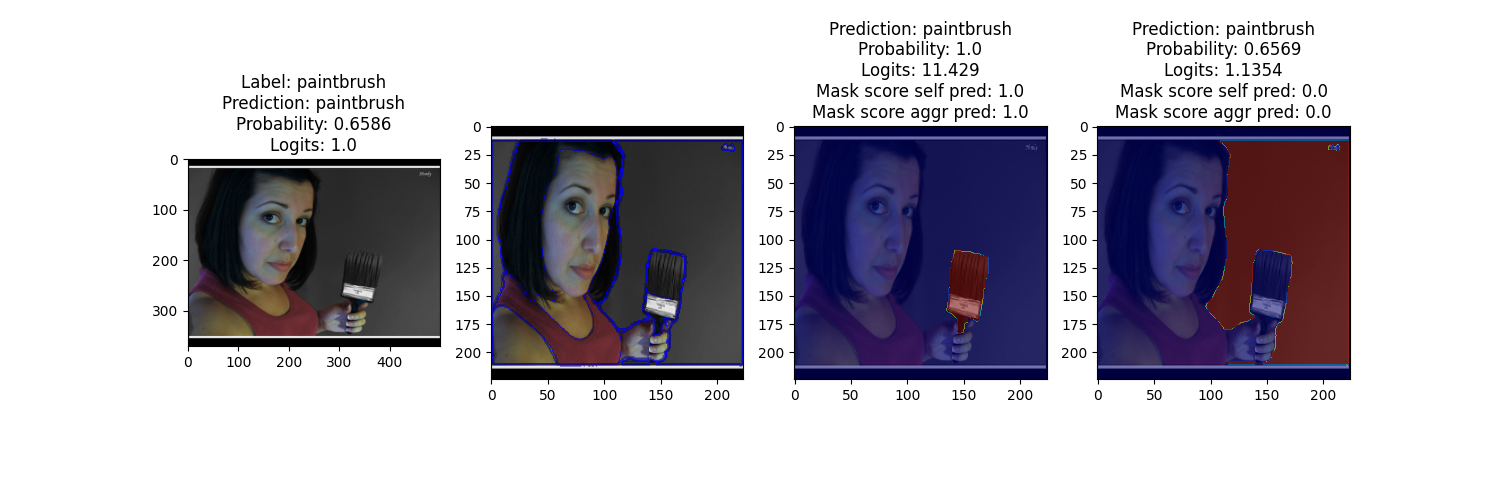 Label: paintbrush
Prediction: paintbrush
Probability: 0.6586
Logits: 1.0
0
100
200
300
0 100 200 300 400
0
25
50
75
100
125
150
175
200
0 50 100 150 200
Prediction: paintbrush
Probability: 1.0
Logits: 11.429
Mask score self pred: 1.0
Mask score aggr pred: 1.0
0
25
50
75
100
125
150
175
200
0 50 100 150 200
Prediction: paintbrush
Probability: 0.6569
Logits: 1.1354
Mask score self pred: 0.0
Mask score aggr pred: 0.0
0
25
50
75
100
125
150
175
200
0 50 100 150 200